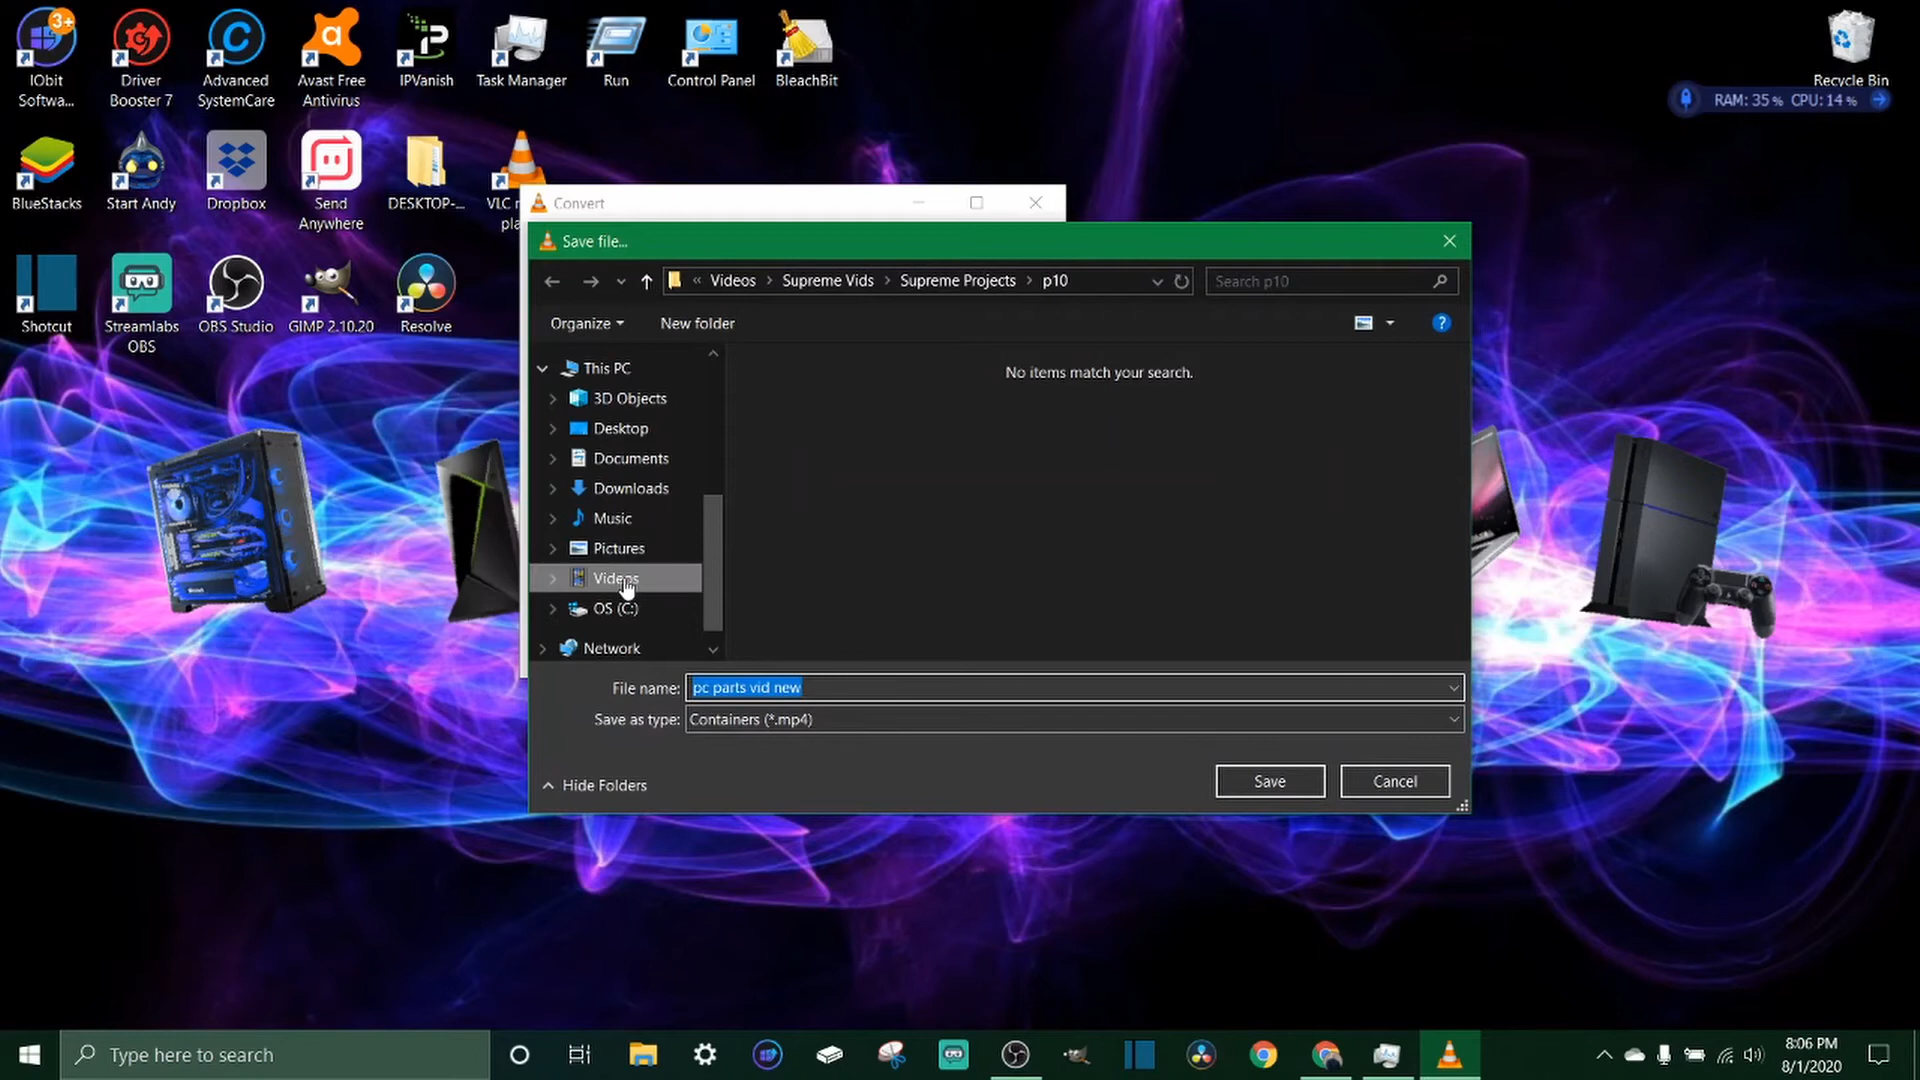 3+
IObit
Softwa...
Driver
Booster 7
Advanced
SystemCare
Avast Free
Antivirus
IPVanish
Task Manager
Run
Control Panel
BleachBit
Recycle Bin
RAM: 35 % CPU: 14 %
BlueStacks
Start Andy
Dropbox
Send
Anywhere
DESKTOP-...
VLC m
pla
Shotcut
Streamlabs
OBS
OBS Studio
GIMP 2.10.20
Resolve
Convert
Save file...
« Videos › Supreme Vids › Supreme Projects › p10
Search p10
Organize
New folder
This PC
3D Objects
Desktop
Documents
Downloads
Music
Pictures
Videos
OS (C:)
Network
No items match your search.
File name: pc parts vid new
Save as type: Containers (*.mp4)
Hide Folders
Save
Cancel
Type here to search
8:06 PM
8/1/2020